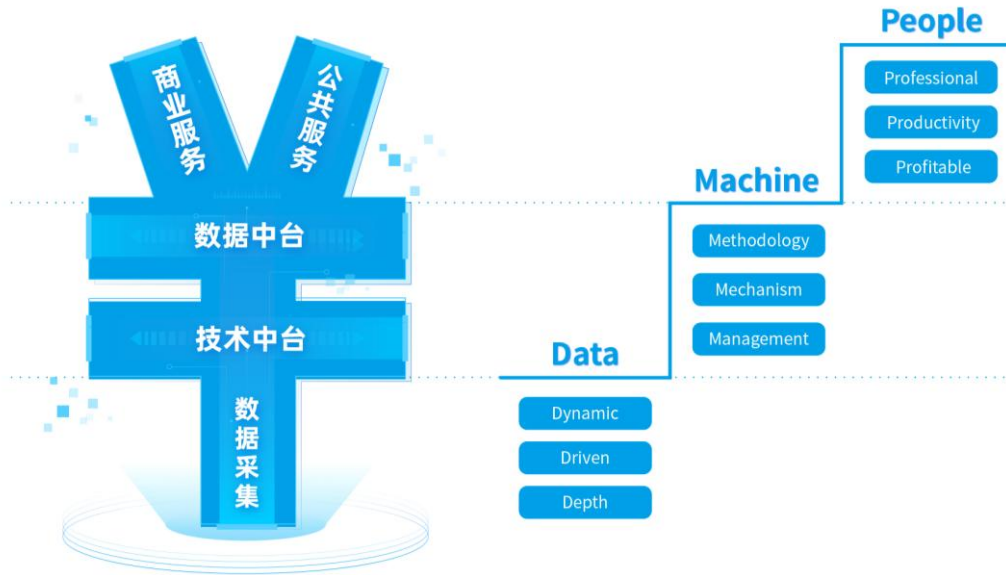 商业服务
公共服务
数据中台
技术中台
数据采集
People
Professional
Productivity
Profitable
Machine
Methodology
Mechanism
Management
Data
Dynamic
Driven
Depth